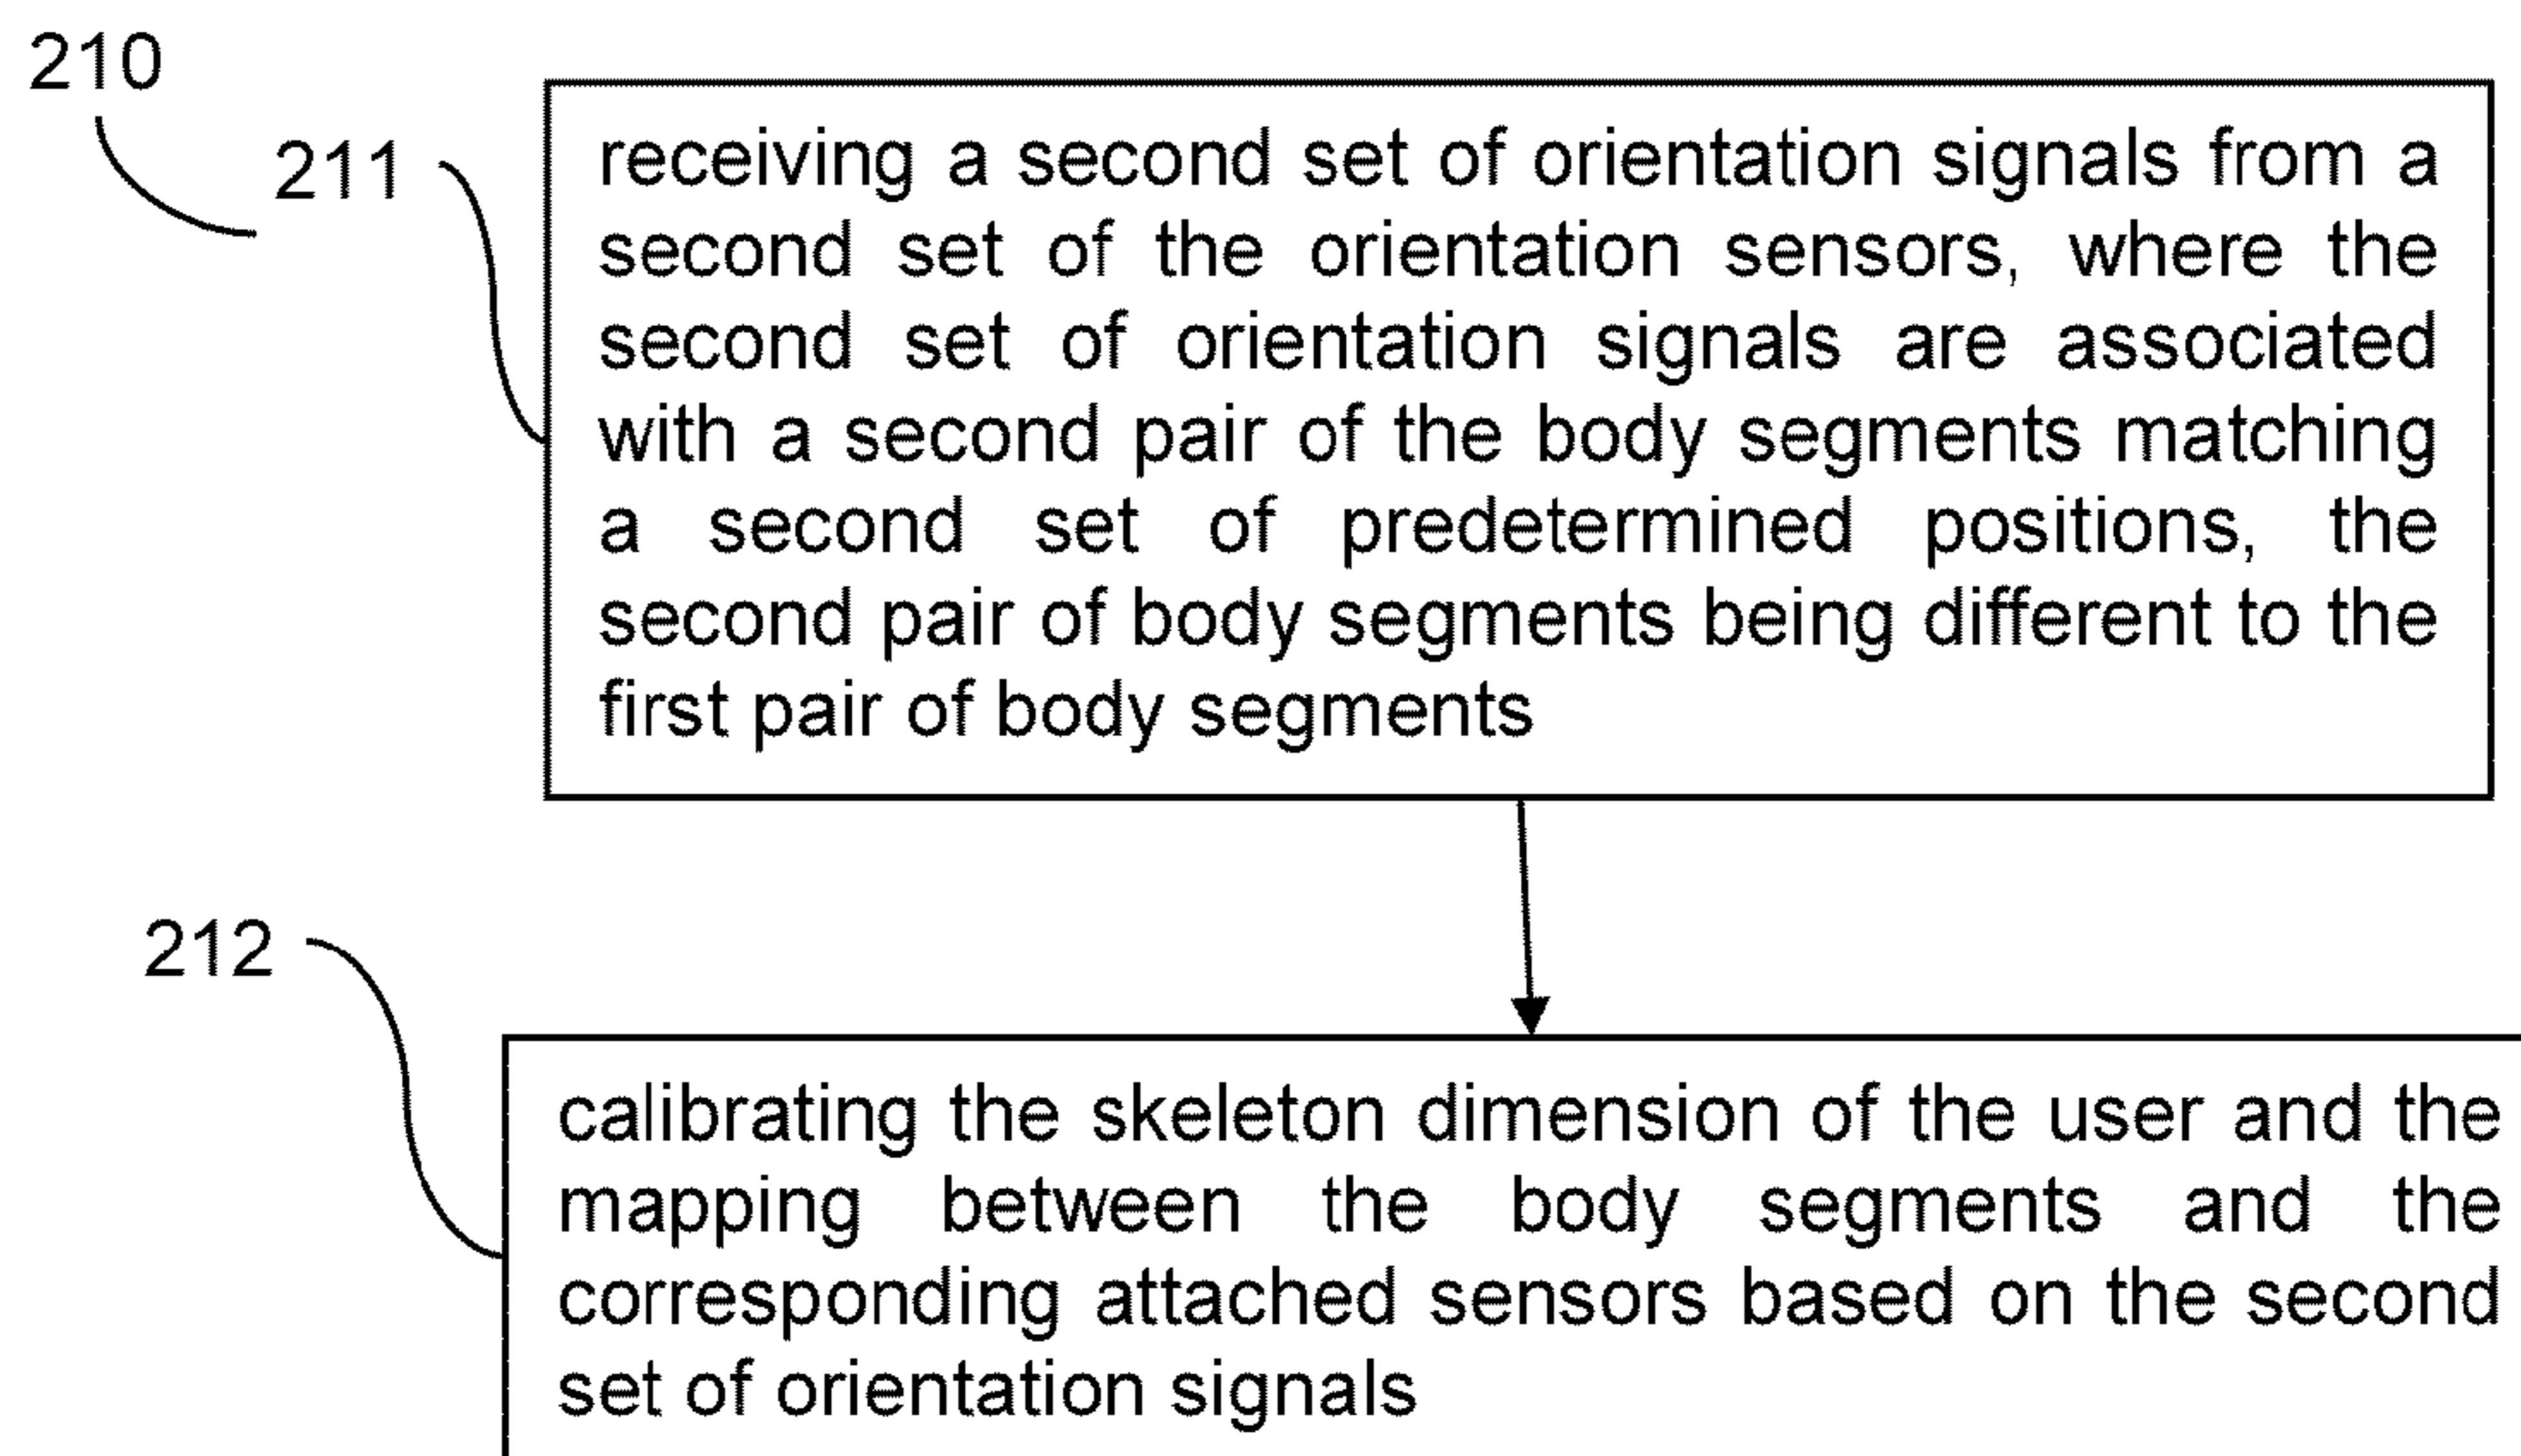 210
211
receiving a second set of orientation signals from a
second set of the orientation sensors, where the
second set of orientation signals are associated
with a second pair of the body segments matching
a second set of predetermined positions, the
second pair of body segments being different to the
first pair of body segments
212
calibrating the skeleton dimension of the user and the
mapping between the body segments and the
corresponding attached sensors based on the second
set of orientation signals